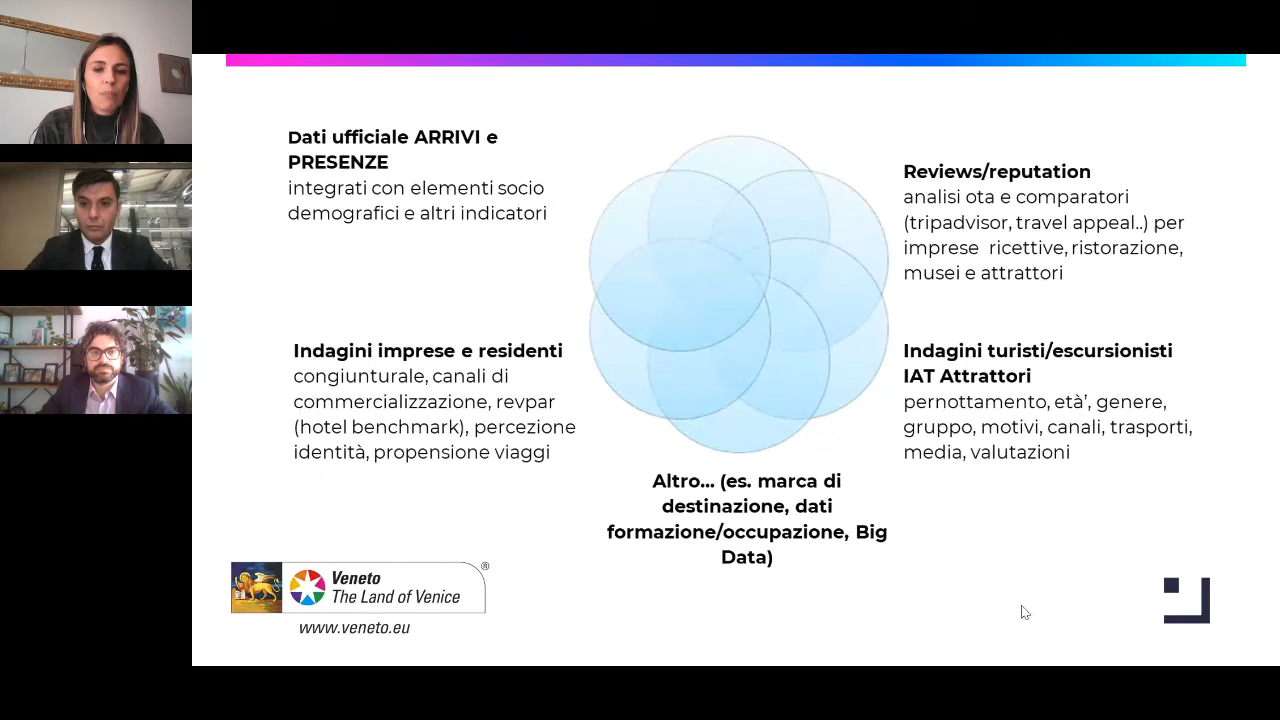 Dati ufficiale ARRIVI e
PRESENZE
integrati con elementi socio
demografici e altri indicatori
Reviews/reputation
analisi ota e comparatori
(tripadvisor, travel appeal..) per
imprese ricettive, ristorazione,
musei e attrattori
Indagini imprese e residenti
congiunturale, canali di
commercializzazione, revpar
(hotel benchmark), percezione
identità, propensione viaggi
Indagini turisti/escursionisti
IAT Attrattori
pernottamento, età', genere,
gruppo, motivi, canali, trasporti,
media, valutazioni
Altro... (es. marca di
destinazione, dati
formazione/occupazione, Big
Data)
Veneto
The Land of Venice
®
www.veneto.eu